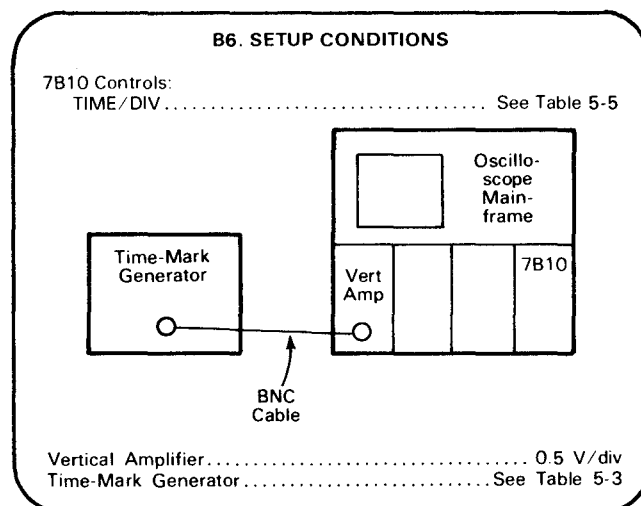 B6. SETUP CONDITIONS
7B10 Controls:
TIME/DIV.................................... See Table 5-5
Oscillo-
scope
Main-
frame
Time-Mark
Generator
Vert
Amp
7B10
BNC
Cable
Vertical Amplifier.................................... 0.5 V/div
Time-Mark Generator.............................See Table 5-3